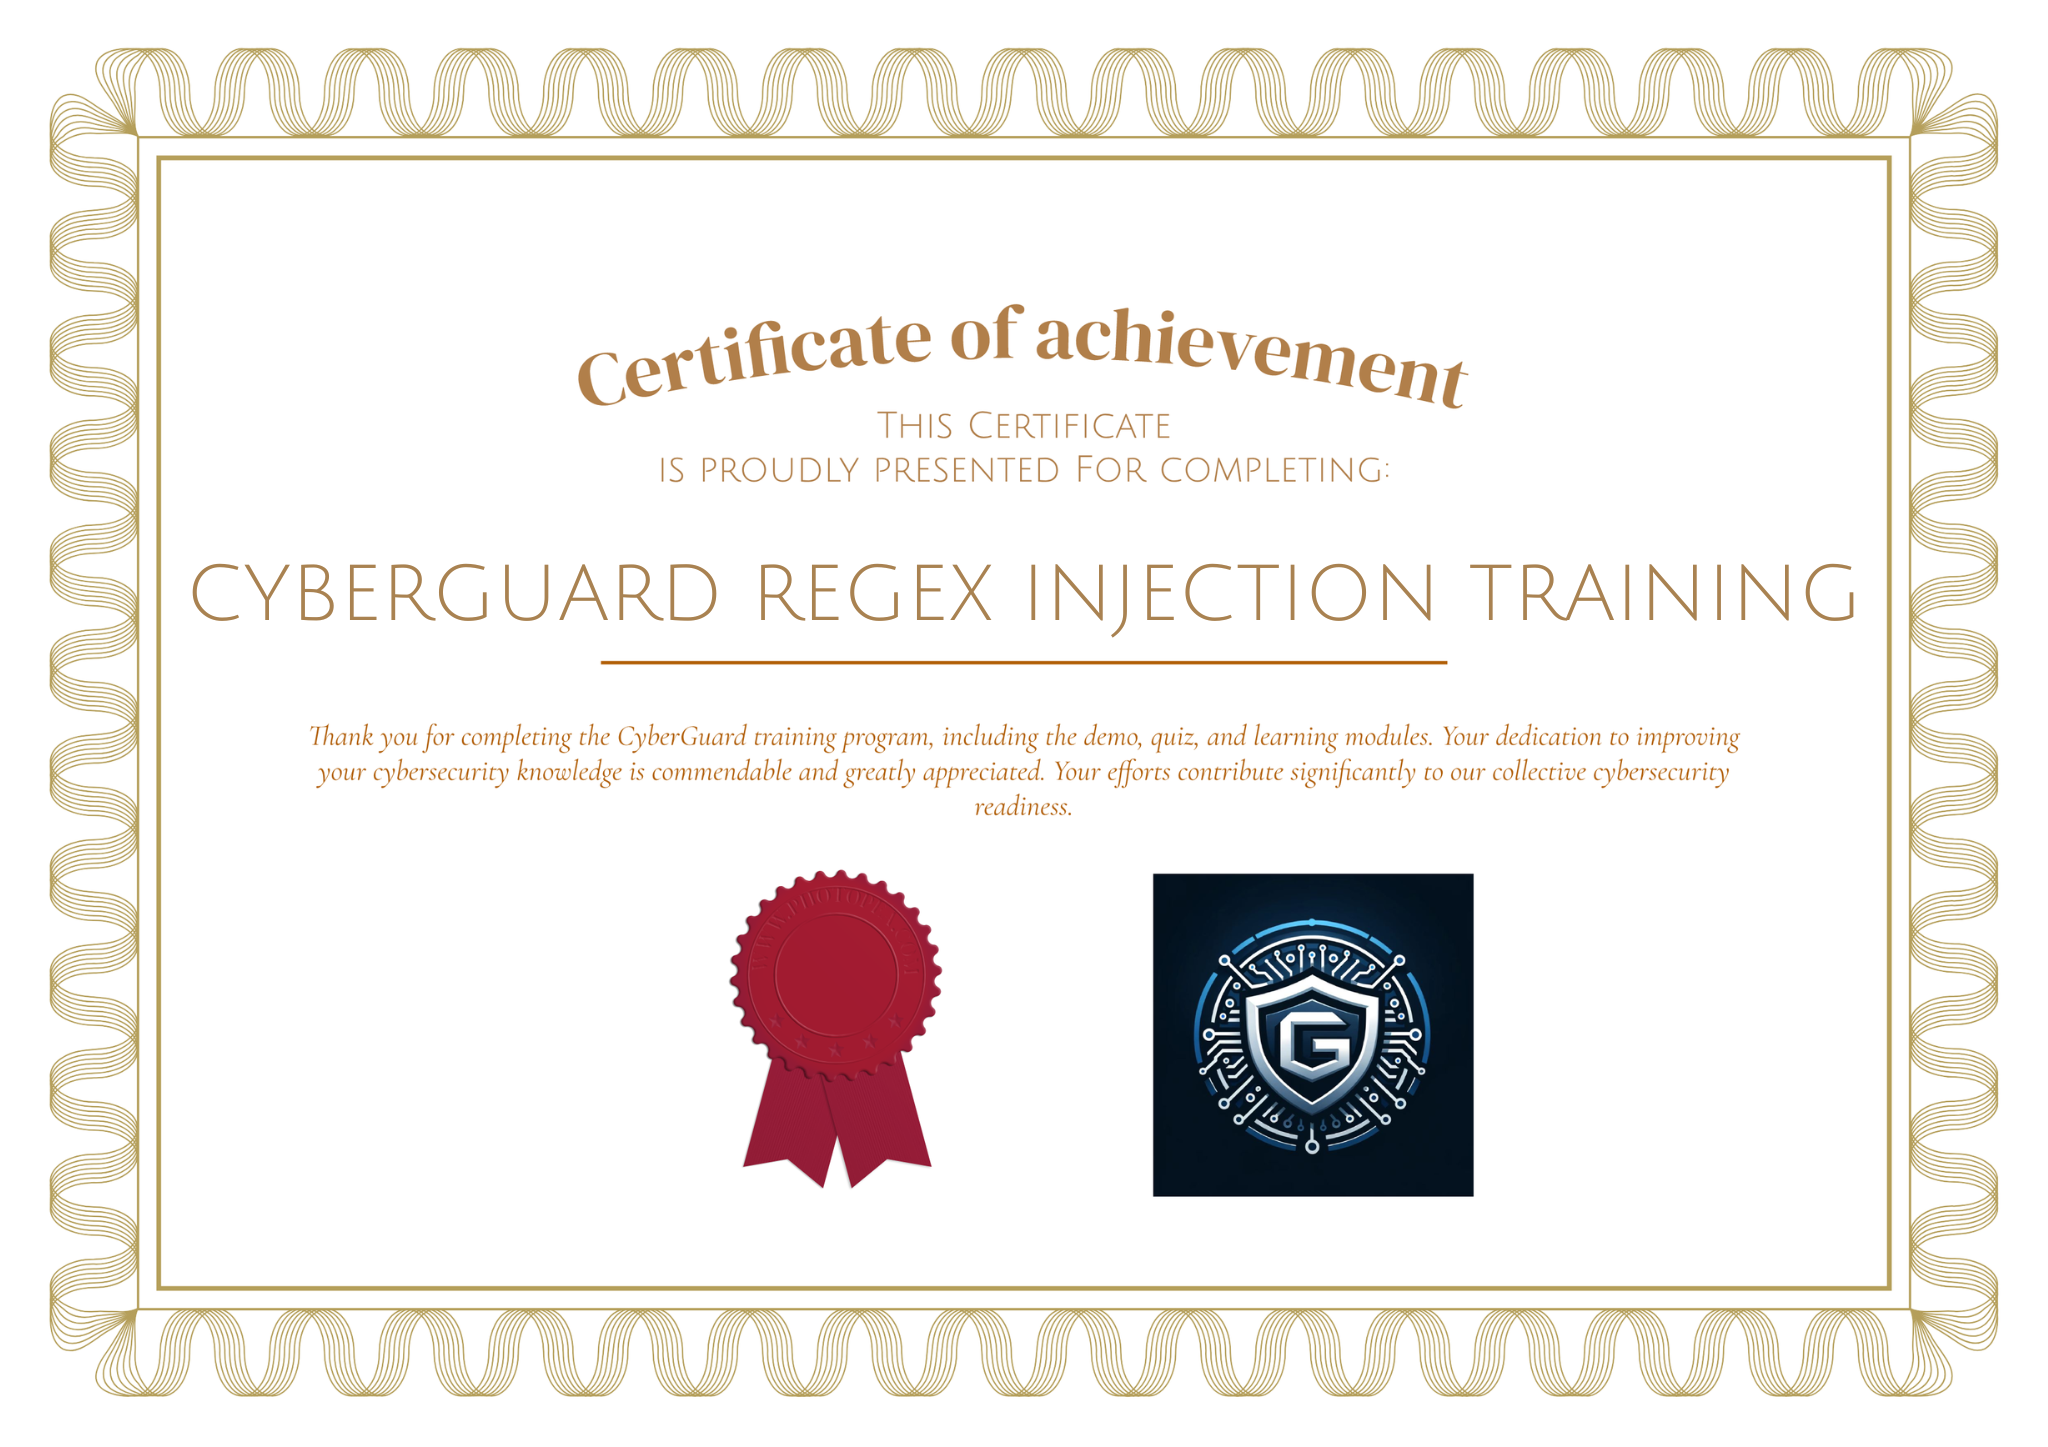 Certificate of achievement
THIS CERTIFICATE
IS PROUDLY PRESENTED FOR COMPLETING:
CYBERGUARD REGEX INJECTION TRAINING
Thank you for completing the CyberGuard training program, including the demo, quiz, and learning modules. Your dedication to improving
your cybersecurity knowledge is commendable and greatly appreciated. Your efforts contribute significantly to our collective cybersecurity
readiness.
G